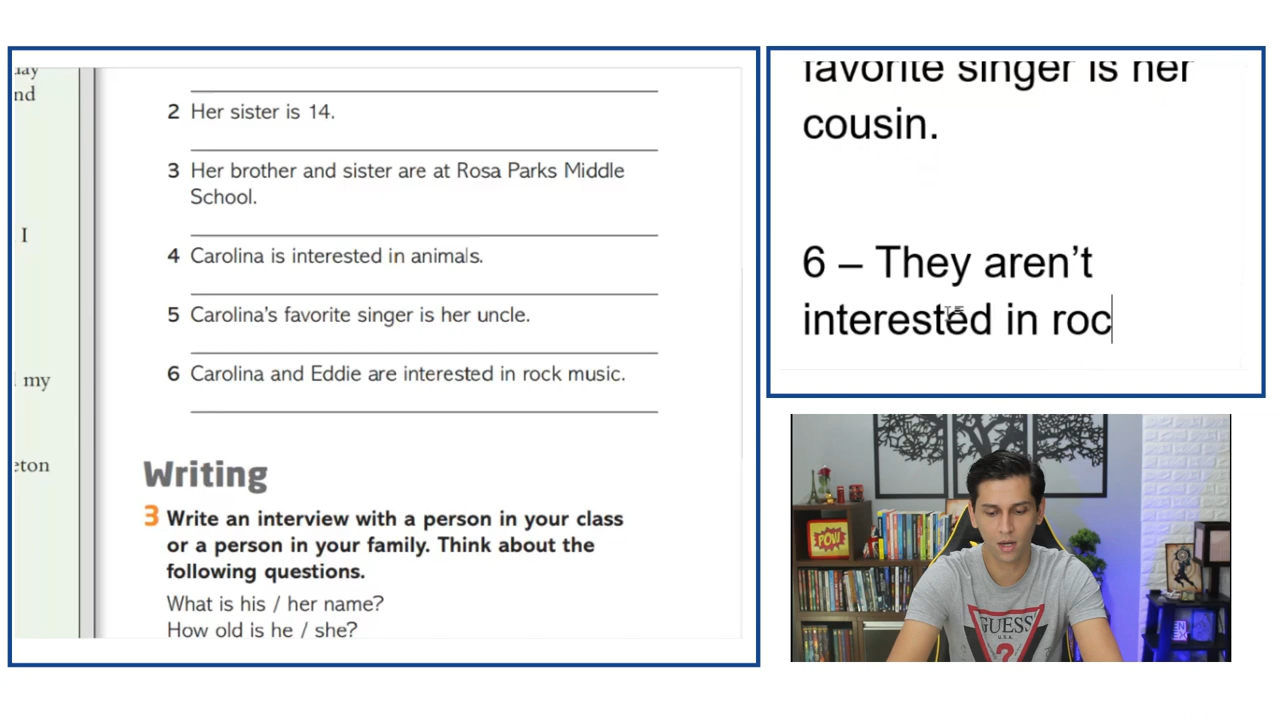 nd
I
my
eton
2 Her sister is 14.
3 Her brother and sister are at Rosa Parks Middle
School.
4 Carolina is interested in animals.
5 Carolina's favorite singer is her uncle.
6 Carolina and Eddie are interested in rock music.
Writing
3 Write an interview with a person in your class
or a person in your family. Think about the
following questions.
What is his / her name?
How old is he / she?
favorite singer is her
cousin.
6 – They aren't
interested in roc
POW
GUESS
U.S.A.
?